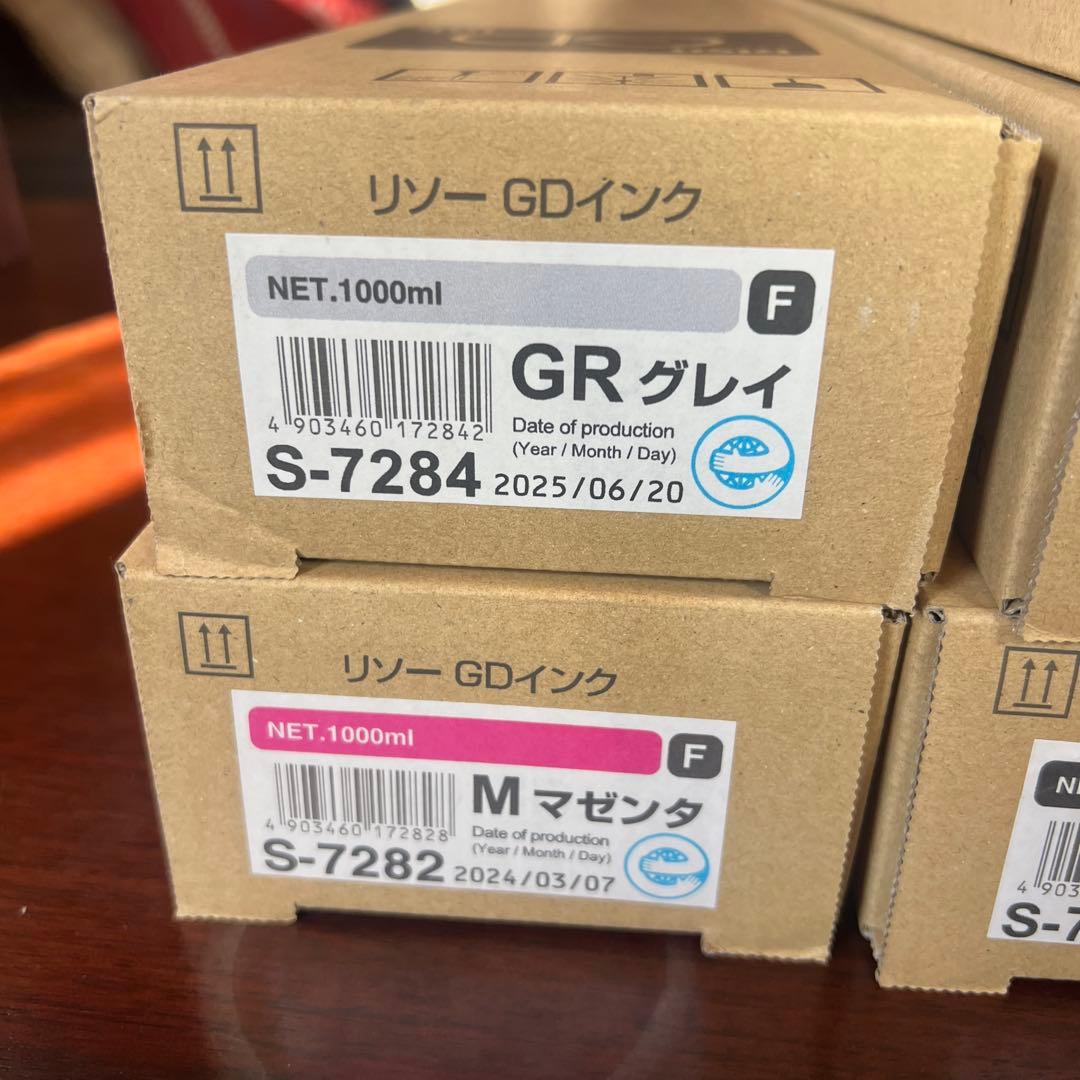 リソー GDインク
NET.1000ml
F
GR グレイ
4 903460 172842
Date of production
(Year / Month / Day)
S-7284 2025/06/20
リソー GDインク
NET.1000ml
F
M マゼンタ
4 903460 172828
Date of production
(Year / Month / Day)
S-7282 2024/03/07